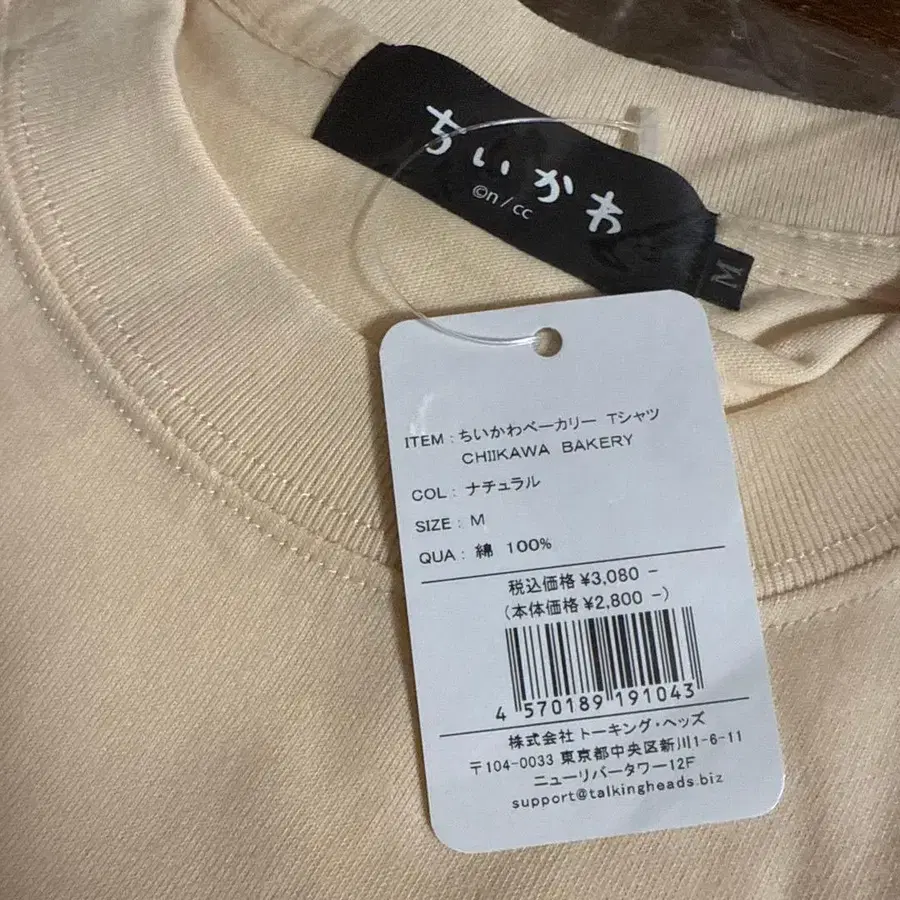 ちいかわ
©n / cc
M
ITEM : ちいかわベーカリー Tシャツ
CHIIKAWA BAKERY
COL : ナチュラル
SIZE : M
QUA : 綿 100%
税込価格 ¥3,080 -
(本体価格 ¥2,800 -)
4 570189 191043
株式会社 トーキング・ヘッズ
〒104-0033 東京都中央区新川1-6-11
ニューリバータワー12F
support@talkingheads.biz